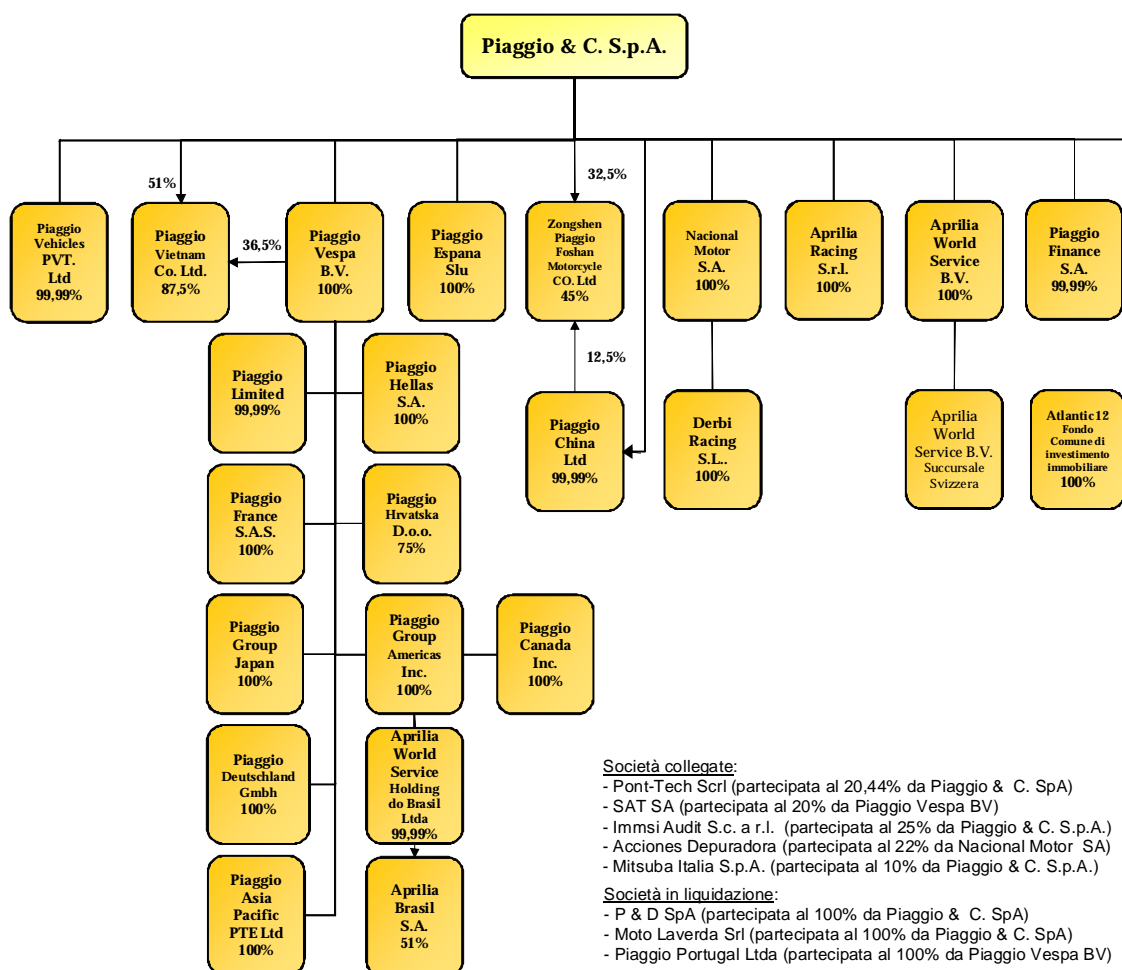 Piaggio & C. S.p.A.
51%
32,5%
Piaggio
Vehicles
PVT.
Ltd
99,99%
Piaggio
Vietnam
Co. Ltd.
87,5%
36,5%
Piaggio
Vespa
B.V.
100%
Piaggio
Espana
Slu
100%
Zongshen
Piaggio
Foshan
Motorcycle
CO. Ltd
45%
Nacional
Motor
S.A.
100%
Aprilia
Racing
S.r.l.
100%
Aprilia
World
Service
B.V.
100%
Piaggio
Finance
S.A.
99,99%
12,5%
Piaggio
Limited
99,99%
Piaggio
Hellas
S.A.
100%
Piaggio
China
Ltd
99,99%
Derbi
Racing
S.L..
100%
Aprilia
World
Service B.V.
Succursale
Svizzera
Atlantic 12
Fondo
Comune di
investimento
immobiliare
100%
Piaggio
France
S.A.S.
100%
Piaggio
Hrvatska
D.o.o.
75%
Piaggio
Group
Japan
100%
Piaggio
Group
Americas
Inc.
100%
Piaggio
Canada
Inc.
100%
Piaggio
Deutschland
Gmbh
100%
Aprilia
World
Service
Holding
do Brasil
Ltda
99,99%
Piaggio
Asia
Pacific
PTE Ltd
100%
Aprilia
Brasil
S.A.
51%
Società collegate:
- Pont-Tech Scrl (partecipata al 20,44% da Piaggio & C. SpA)
- SAT SA (partecipata al 20% da Piaggio Vespa BV)
- Immsi Audit S.c. a r.l. (partecipata al 25% da Piaggio & C. S.p.A.)
- Acciones Depuradora (partecipata al 22% da Nacional Motor SA)
- Mitsuba Italia S.p.A. (partecipata al 10% da Piaggio & C. S.p.A.)
Società in liquidazione:
- P & D SpA (partecipata al 100% da Piaggio & C. SpA)
- Moto Laverda Srl (partecipata al 100% da Piaggio & C. SpA)
- Piaggio Portugal Ltda (partecipata al 100% da Piaggio Vespa BV)